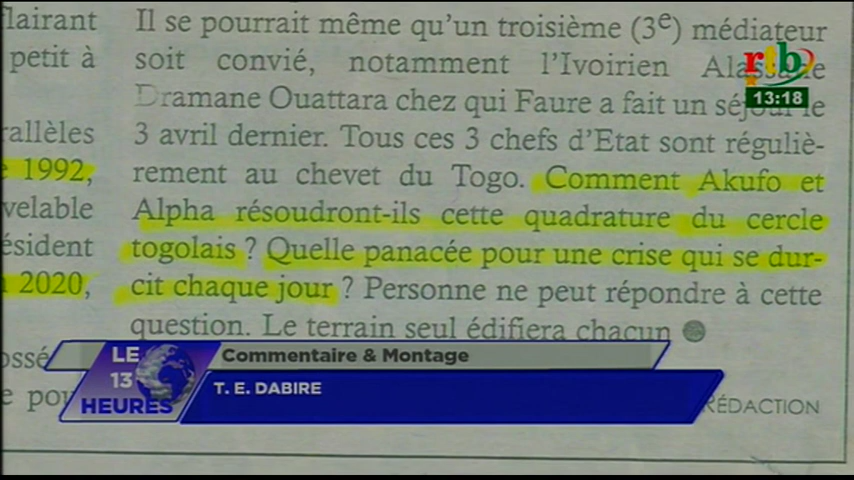 flairant
petit à
rallèles
1992,
velable
ésident
2020,
ossé
e pou
Il se pourrait même qu'un troisième (3e) médiateur
soit convié, notamment l'Ivoirien Alassane
Dramane Ouattara chez qui Faure a fait un séjour le
3 avril dernier. Tous ces 3 chefs d'Etat sont réguliè-
rement au chevet du Togo. Comment Akufo et
Alpha résoudront-ils cette quadrature du cercle
togolais ? Quelle panacée pour une crise qui se dur-
cit chaque jour ? Personne ne peut répondre à cette
question. Le terrain seul édifiera chacun
RÉDACTION
rtb
13:18
LE
13
HEURES
Commentaire & Montage
T. E. DABIRE